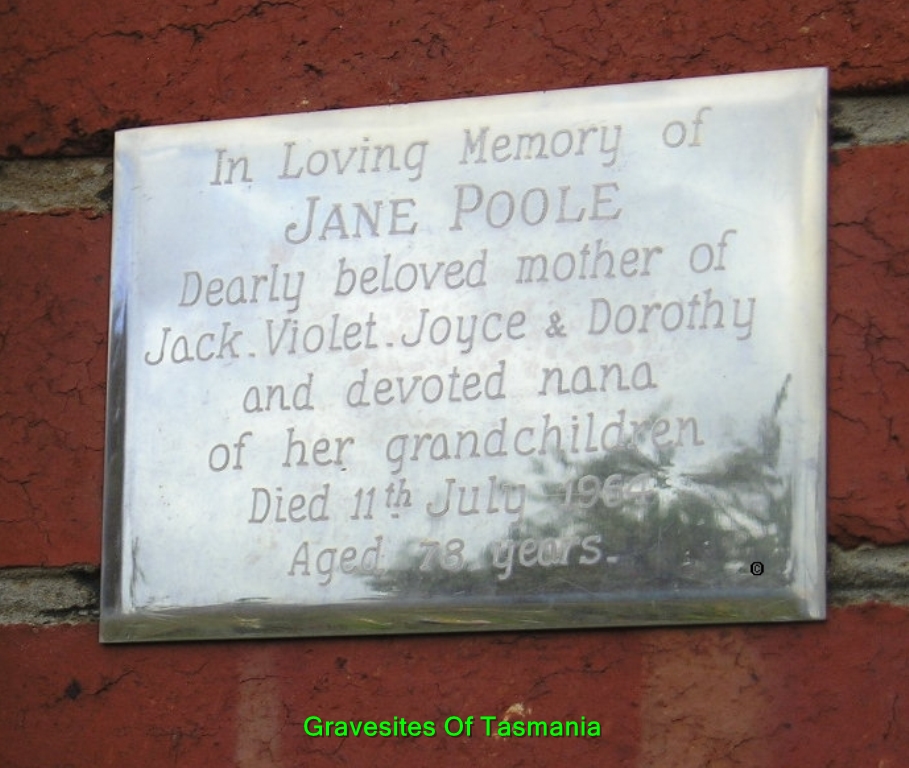 In Loving Memory of
JANE POOLE
Dearly beloved mother of
Jack. Violet. Joyce & Dorothy
and devoted nana
of her grandchildren
Died 11th July 1964
Aged 78 years.
©
Gravesites Of Tasmania